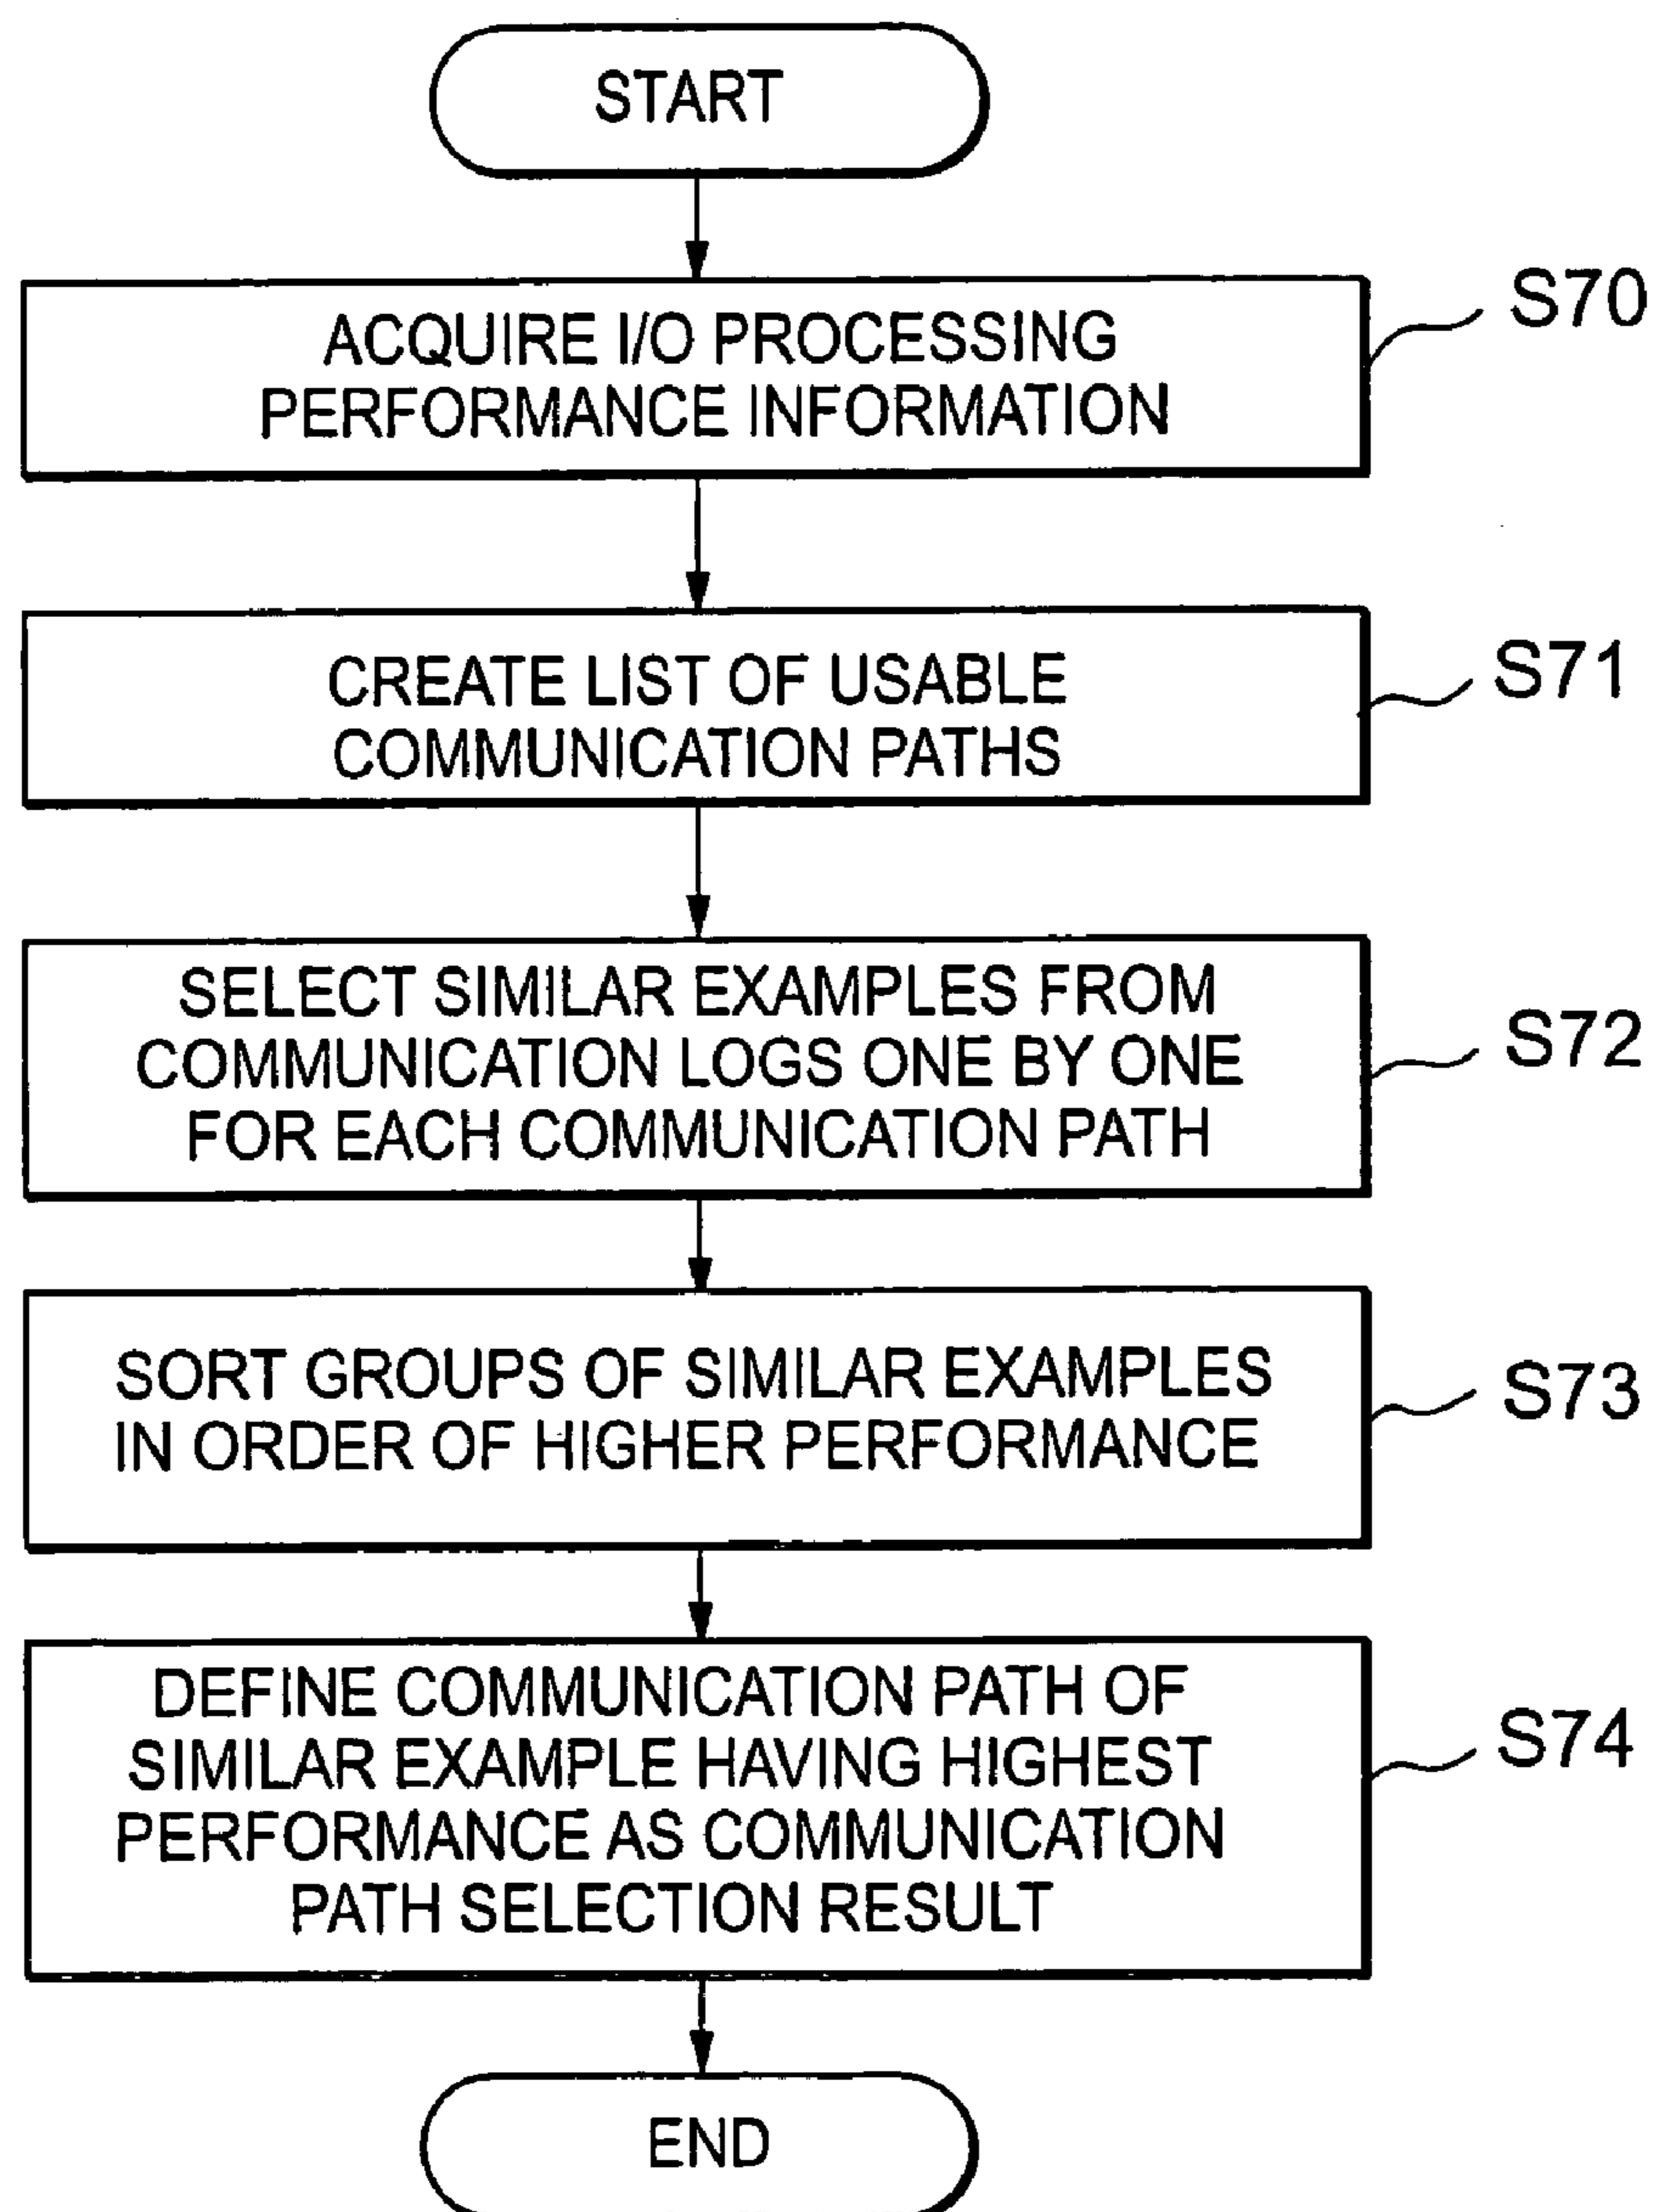 START
ACQUIRE I/O PROCESSING
PERFORMANCE INFORMATION
S70
CREATE LIST OF USABLE
COMMUNICATION PATHS
S71
SELECT SIMILAR EXAMPLES FROM
COMMUNICATION LOGS ONE BY ONE
FOR EACH COMMUNICATION PATH
S72
SORT GROUPS OF SIMILAR EXAMPLES
IN ORDER OF HIGHER PERFORMANCE
S73
DEFINE COMMUNICATION PATH OF
SIMILAR EXAMPLE HAVING HIGHEST
PERFORMANCE AS COMMUNICATION
PATH SELECTION RESULT
S74
END